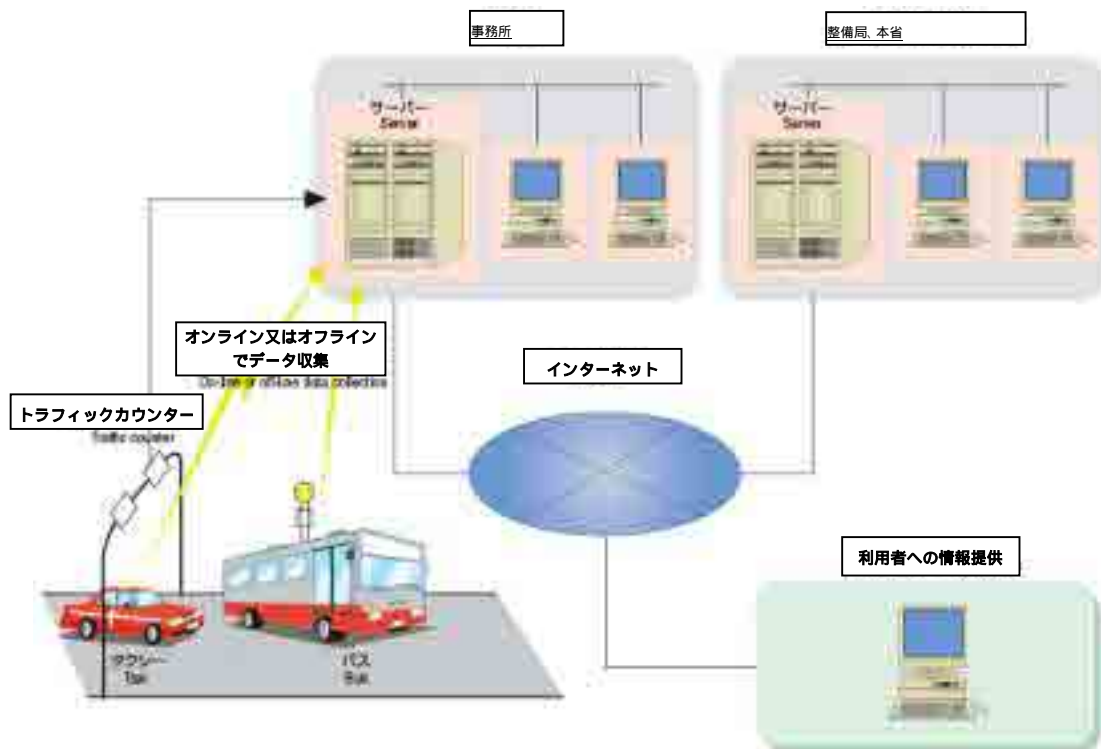 事務所
整備局、本省
サーバー
Server
サーバー
Server
オンライン又はオフライン
でデータ収集
On-line or off-line data collection
インターネット
トラフィックカウンター
Traffic counter
利用者への情報提供
タクシー
Taxi
バス
Bus